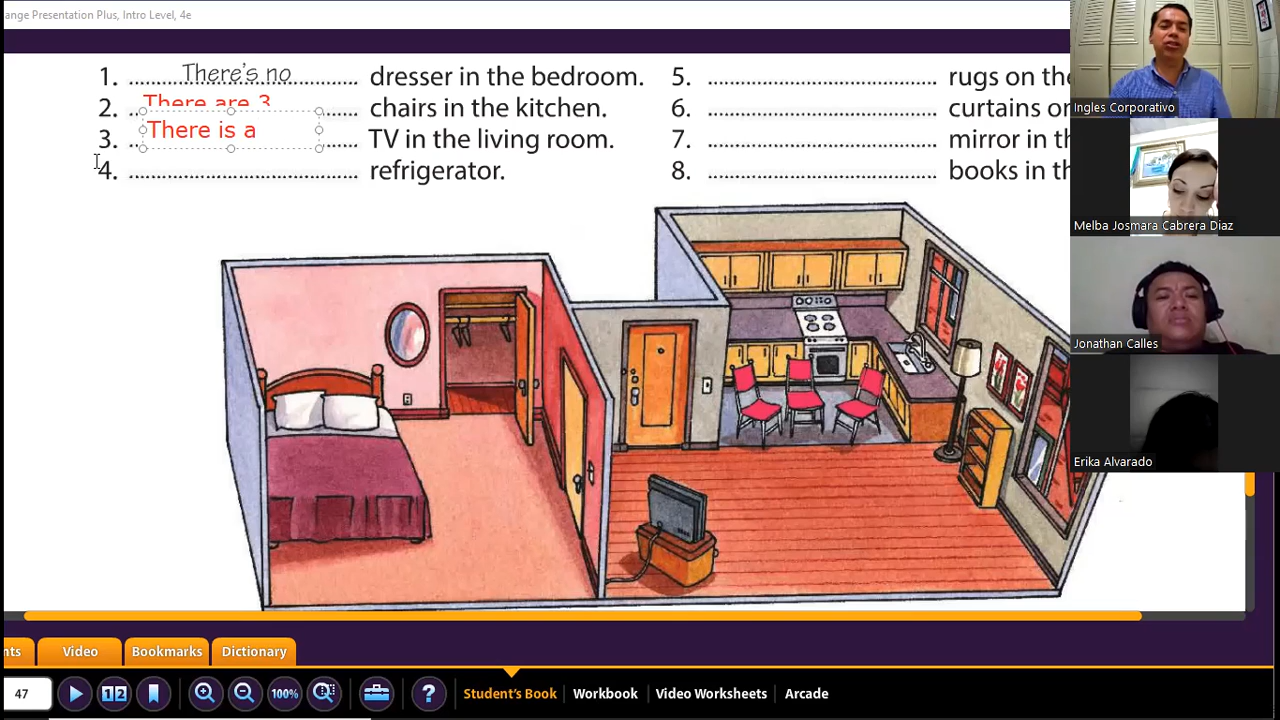 ange Presentation Plus, Intro Level, 4e
1. There's no dresser in the bedroom.
2. There are 3 chairs in the kitchen.
3. There is a TV in the living room.
4. refrigerator.
5. rugs on the
6. curtains on
7. mirror in th
8. books in th
Ingles Corporativo
Melba Josmara Cabrera Diaz
Jonathan Calles
Erika Alvarado
nts Video Bookmarks Dictionary
47 1 2 100% ? Student's Book Workbook Video Worksheets Arcade